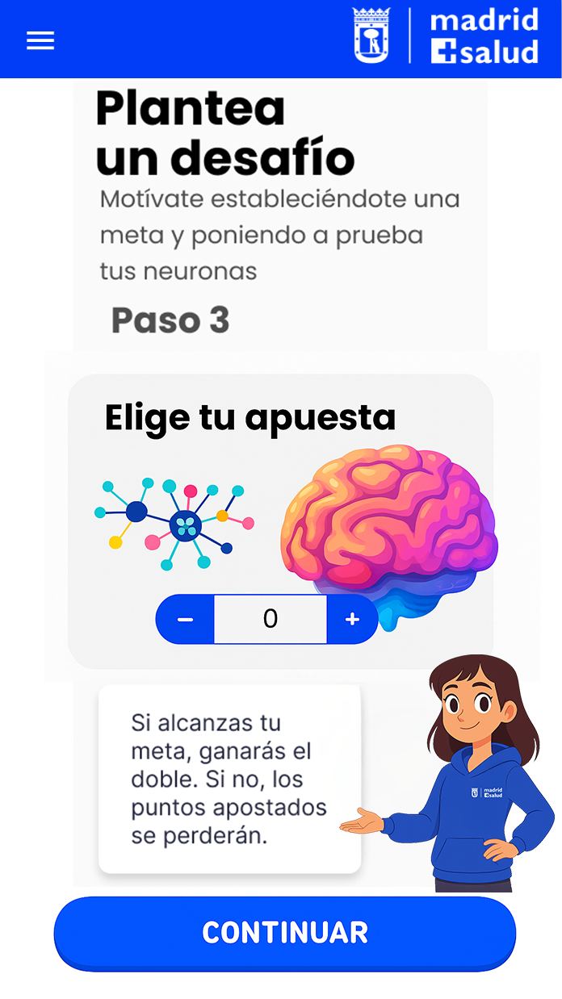 madrid
salud
Plantea
un desafío
Motívate estableciéndote una
meta y poniendo a prueba
tus neuronas
Paso 3
Elige tu apuesta
− 0 +
Si alcanzas tu
meta, ganarás el
doble. Si no, los
puntos apostados
se perderán.
madrid
salud
CONTINUAR